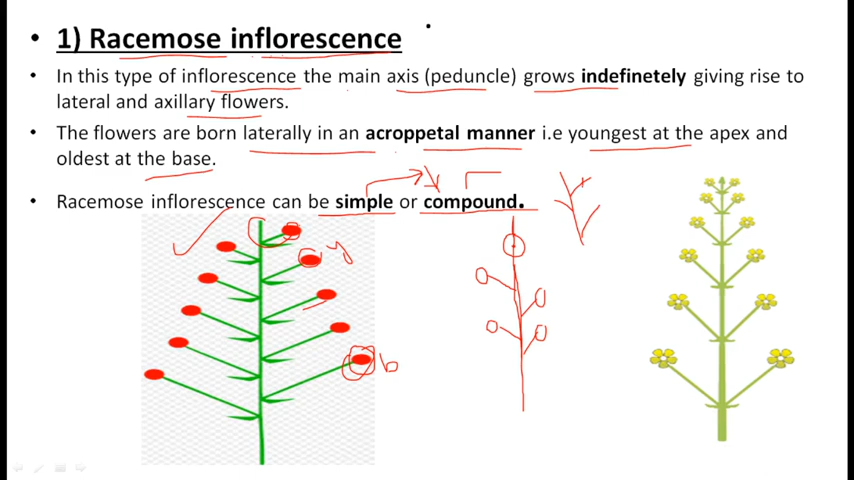 • 1) Racemose inflorescence
• In this type of inflorescence the main axis (peduncle) grows indefinetely giving rise to
lateral and axillary flowers.
• The flowers are born laterally in an acroppetal manner i.e youngest at the apex and
oldest at the base.
• Racemose inflorescence can be simple or compound.
y
b